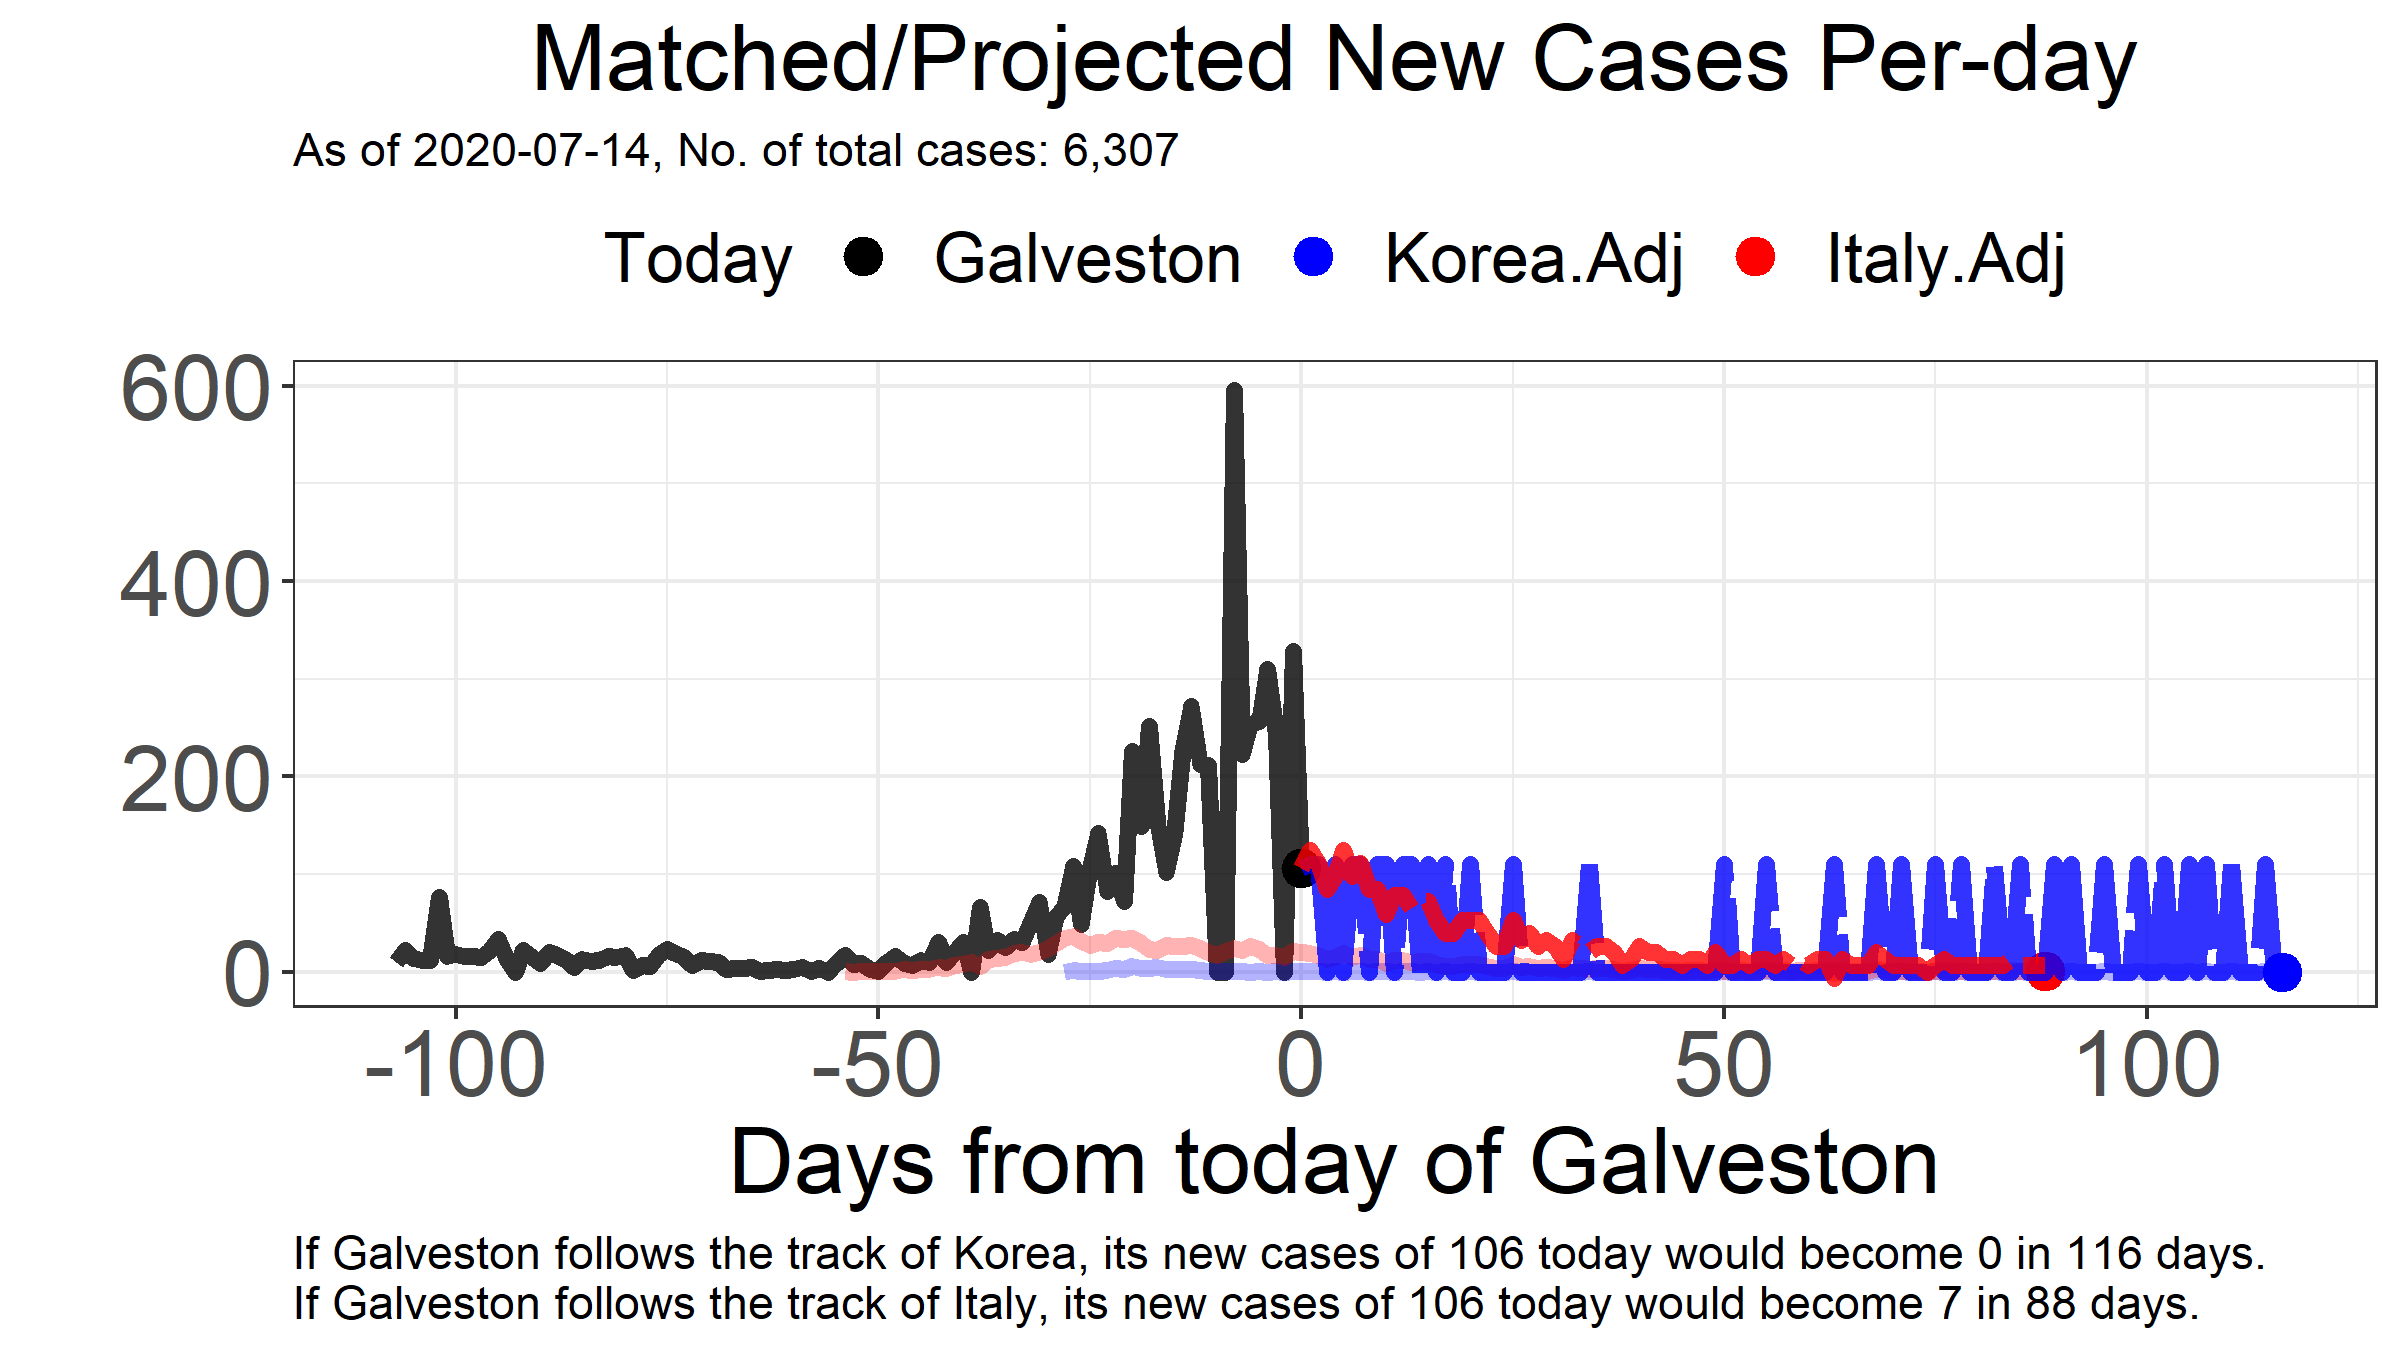 Matched/Projected New Cases Per-day
As of 2020-07-14, No. of total cases: 6,307
Today Galveston Korea.Adj Italy.Adj
600
400
200
0
-100 -50 0 50 100
Days from today of Galveston
If Galveston follows the track of Korea, its new cases of 106 today would become 0 in 116 days.
If Galveston follows the track of Italy, its new cases of 106 today would become 7 in 88 days.